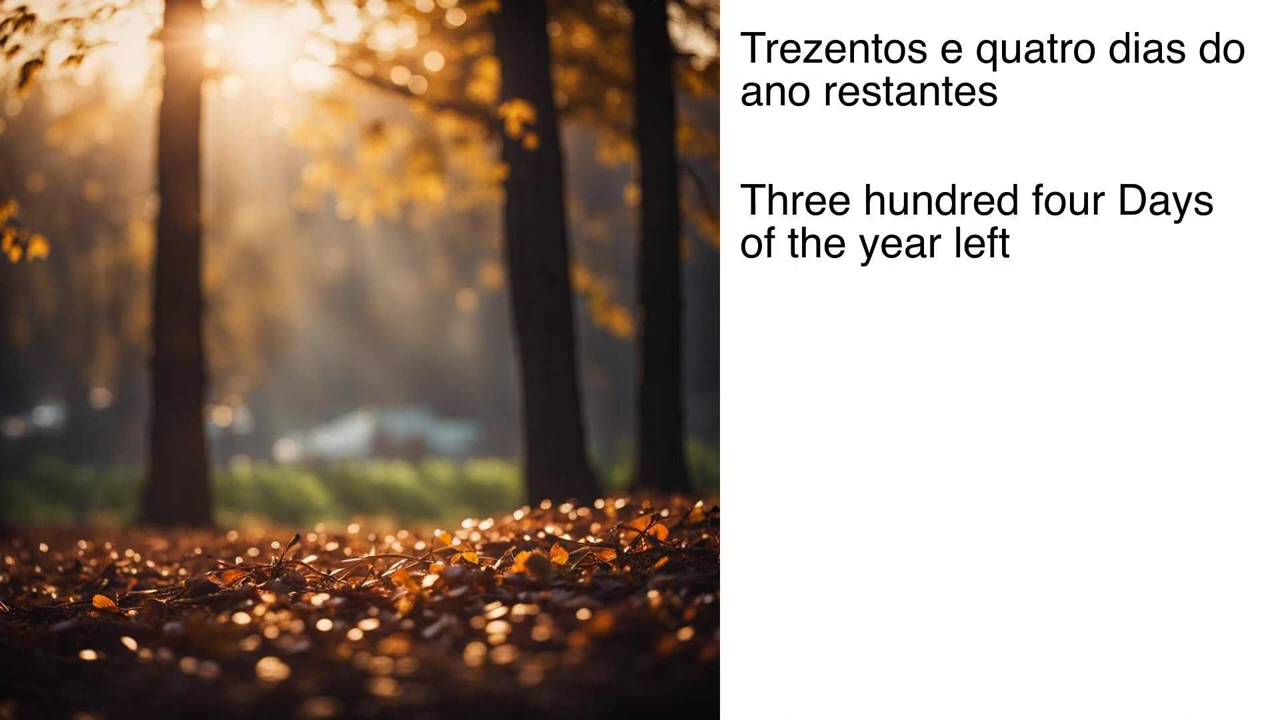 Trezentos e quatro dias do
ano restantes
Three hundred four Days
of the year left